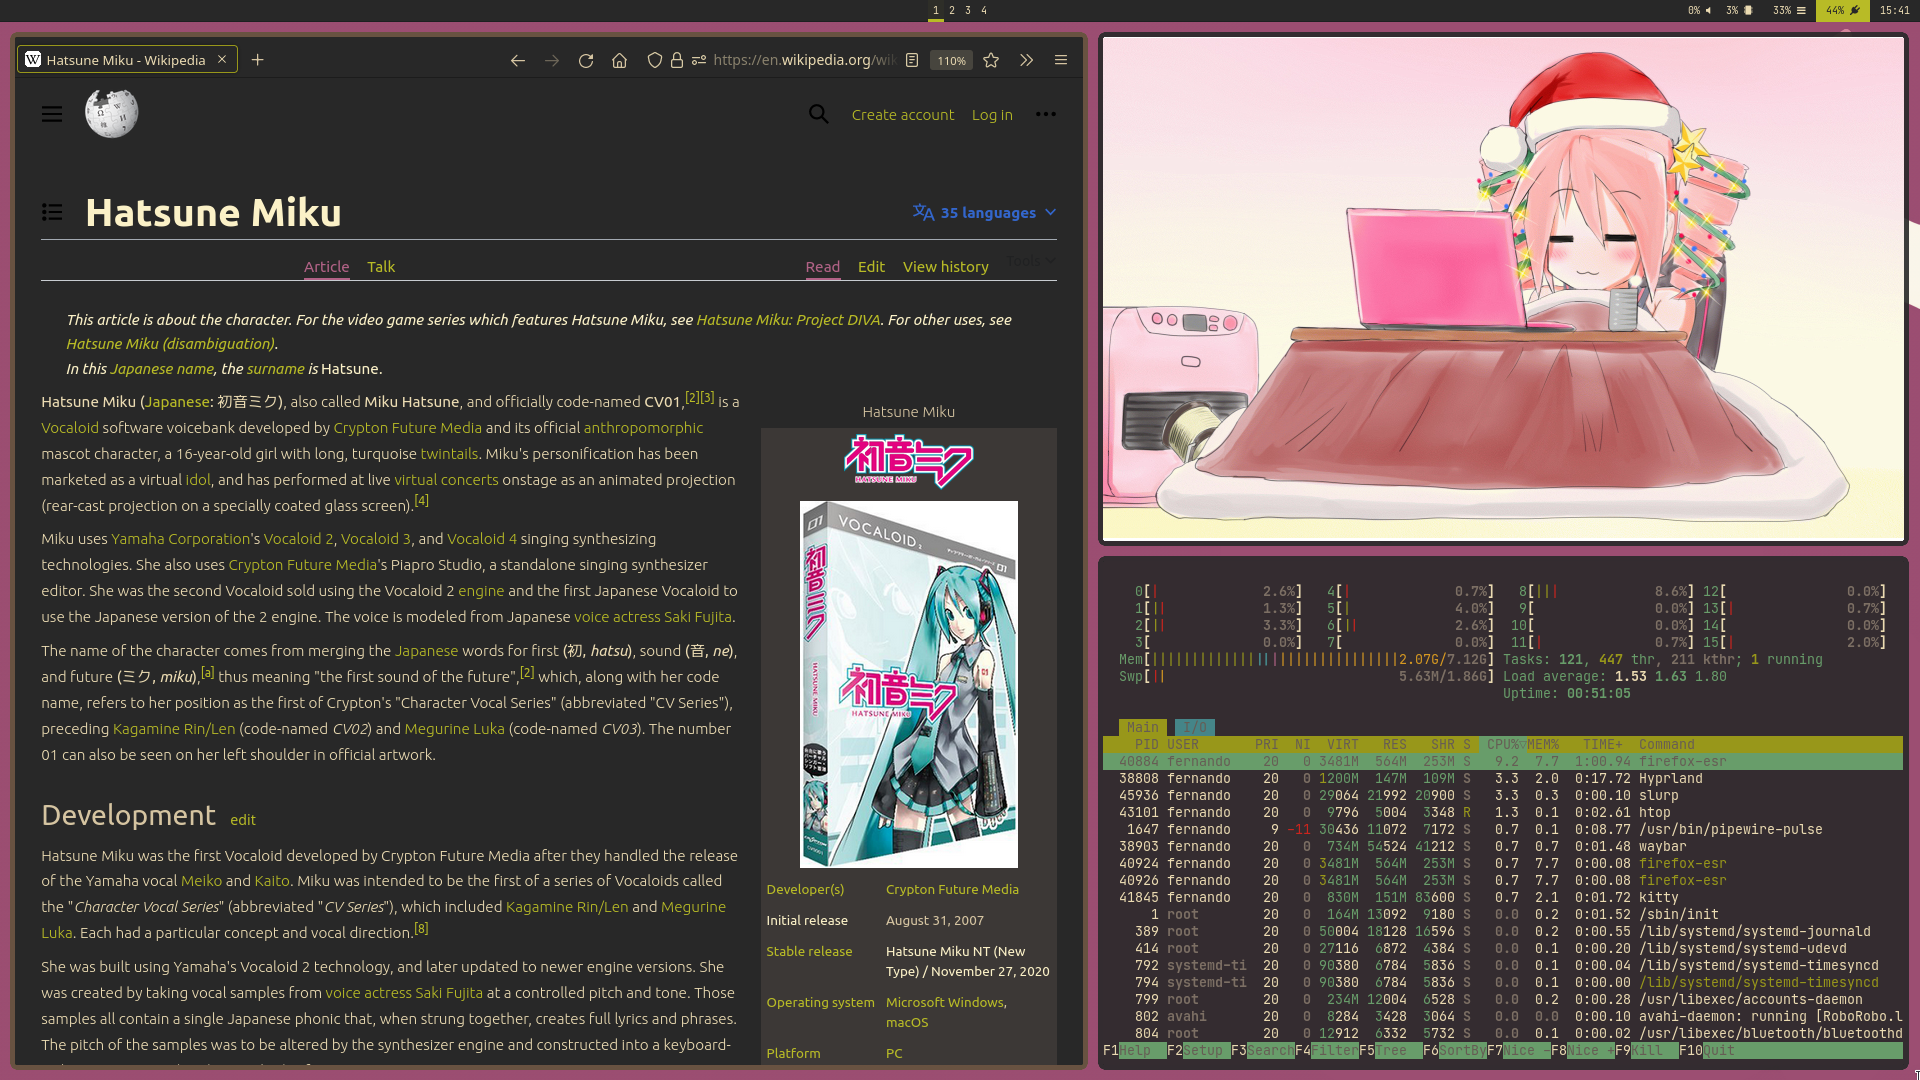 1 2 3 4
0% 3% 33% 44% 15:41
Hatsune Miku - Wikipedia
https://en.wikipedia.org/wik
110%
Create account Log in
Hatsune Miku
35 languages
Article Talk
Read Edit View history Tools
This article is about the character. For the video game series which features Hatsune Miku, see Hatsune Miku: Project DIVA. For other uses, see
Hatsune Miku (disambiguation).
In this Japanese name, the surname is Hatsune.
Hatsune Miku (Japanese: 初音ミク), also called Miku Hatsune, and officially code-named CV01,[2][3] is a
Vocaloid software voicebank developed by Crypton Future Media and its official anthropomorphic
mascot character, a 16-year-old girl with long, turquoise twintails. Miku's personification has been
marketed as a virtual idol, and has performed at live virtual concerts onstage as an animated projection
(rear-cast projection on a specially coated glass screen).[4]
Miku uses Yamaha Corporation's Vocaloid 2, Vocaloid 3, and Vocaloid 4 singing synthesizing
technologies. She also uses Crypton Future Media's Piapro Studio, a standalone singing synthesizer
editor. She was the second Vocaloid sold using the Vocaloid 2 engine and the first Japanese Vocaloid to
use the Japanese version of the 2 engine. The voice is modeled from Japanese voice actress Saki Fujita.
The name of the character comes from merging the Japanese words for first (初, hatsu), sound (音, ne),
and future (ミク, miku),[a] thus meaning "the first sound of the future",[2] which, along with her code
name, refers to her position as the first of Crypton's "Character Vocal Series" (abbreviated "CV Series"),
preceding Kagamine Rin/Len (code-named CV02) and Megurine Luka (code-named CV03). The number
01 can also be seen on her left shoulder in official artwork.
Development edit
Hatsune Miku was the first Vocaloid developed by Crypton Future Media after they handled the release
of the Yamaha vocal Meiko and Kaito. Miku was intended to be the first of a series of Vocaloids called
the "Character Vocal Series" (abbreviated "CV Series"), which included Kagamine Rin/Len and Megurine
Luka. Each had a particular concept and vocal direction.[8]
She was built using Yamaha's Vocaloid 2 technology, and later updated to newer engine versions. She
was created by taking vocal samples from voice actress Saki Fujita at a controlled pitch and tone. Those
samples all contain a single Japanese phonic that, when strung together, creates full lyrics and phrases.
The pitch of the samples was to be altered by the synthesizer engine and constructed into a keyboard-
Hatsune Miku
初音ミク
HATSUNE MIKU
01
VOCALOID2
01
初音ミク
HATSUNE MIKU
初音ミク
HATSUNE MIKU
01
Developer(s) Crypton Future Media
Initial release August 31, 2007
Stable release Hatsune Miku NT (New
Type) / November 27, 2020
Operating system Microsoft Windows,
macOS
Platform PC
0[| 2.6%] 4[| 0.7%] 8[||| 8.6%] 12[ 0.0%]
1[|| 1.3%] 5[| 4.0%] 9[ 0.0%] 13[| 0.7%]
2[|| 3.3%] 6[|| 2.6%] 10[ 0.0%] 14[ 0.0%]
3[ 0.0%] 7[ 0.0%] 11[| 0.7%] 15[| 2.0%]
Mem[|||||||||||||||||||||||||||||||2.07G/7.12G] Tasks: 121, 447 thr, 211 kthr; 1 running
Swp[|| 5.63M/1.86G] Load average: 1.53 1.63 1.80
Uptime: 00:51:05
Main I/O
PID USER PRI NI VIRT RES SHR S CPU%▽MEM% TIME+ Command
40884 fernando 20 0 3481M 564M 253M S 9.2 7.7 1:00.94 firefox-esr
38808 fernando 20 0 1200M 147M 109M S 3.3 2.0 0:17.72 Hyprland
45936 fernando 20 0 29064 21992 20900 S 3.3 0.3 0:00.10 slurp
43101 fernando 20 0 9796 5004 3348 R 1.3 0.1 0:02.61 htop
1647 fernando 9 -11 30436 11072 7172 S 0.7 0.1 0:08.77 /usr/bin/pipewire-pulse
38903 fernando 20 0 734M 54524 41212 S 0.7 0.7 0:01.48 waybar
40924 fernando 20 0 3481M 564M 253M S 0.7 7.7 0:00.08 firefox-esr
40926 fernando 20 0 3481M 564M 253M S 0.7 7.7 0:00.08 firefox-esr
41845 fernando 20 0 830M 151M 83600 S 0.7 2.1 0:01.72 kitty
1 root 20 0 164M 13092 9180 S 0.0 0.2 0:01.52 /sbin/init
389 root 20 0 50004 18128 16596 S 0.0 0.2 0:00.55 /lib/systemd/systemd-journald
414 root 20 0 27116 6872 4384 S 0.0 0.1 0:00.20 /lib/systemd/systemd-udevd
792 systemd-ti 20 0 90380 6784 5836 S 0.0 0.1 0:00.04 /lib/systemd/systemd-timesyncd
794 systemd-ti 20 0 90380 6784 5836 S 0.0 0.1 0:00.00 /lib/systemd/systemd-timesyncd
799 root 20 0 234M 12004 6528 S 0.0 0.2 0:00.28 /usr/libexec/accounts-daemon
802 avahi 20 0 8284 3428 3064 S 0.0 0.0 0:00.10 avahi-daemon: running [RoboRobo.l
804 root 20 0 12912 6332 5732 S 0.0 0.1 0:00.02 /usr/libexec/bluetooth/bluetoothd
F1Help F2Setup F3SearchF4FilterF5Tree F6SortByF7Nice -F8Nice +F9Kill F10Quit